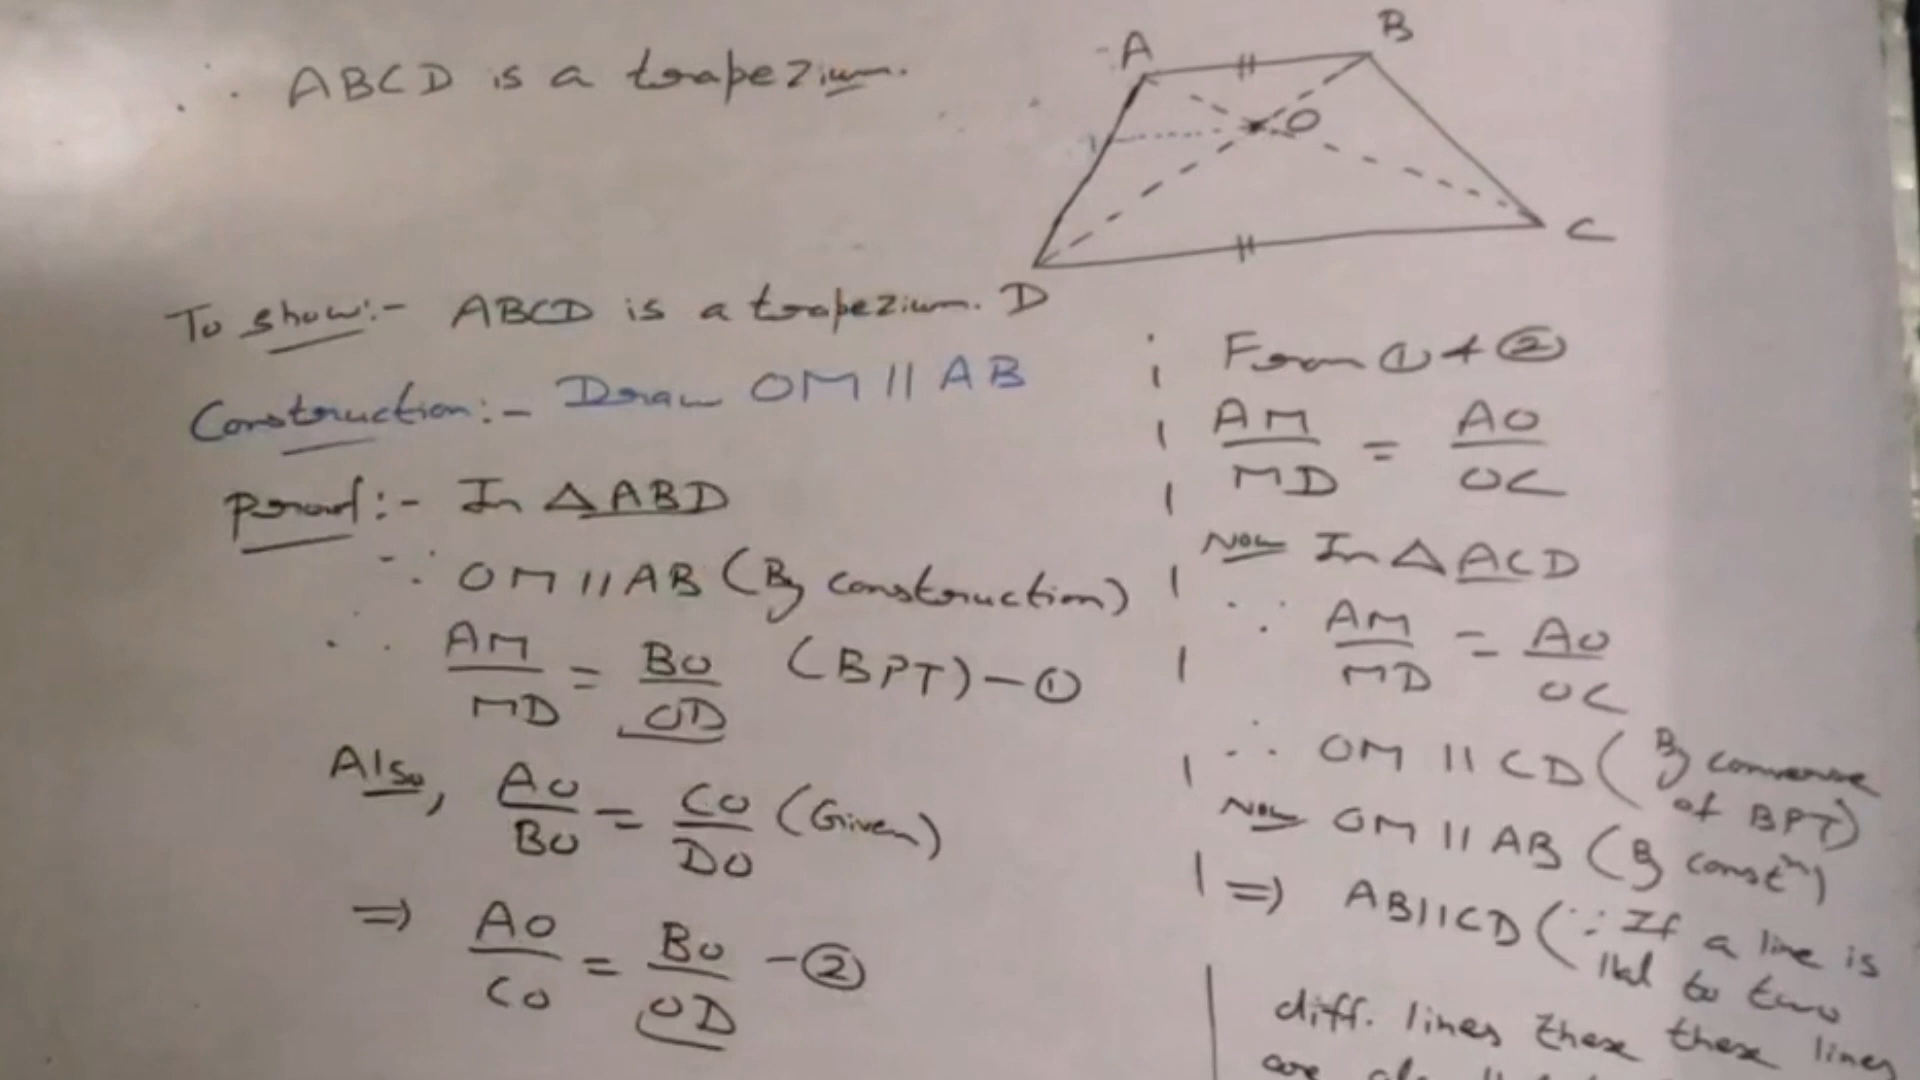 ∴ ABCD is a trapezium.
A
B
O
C
D
To show:- ABCD is a trapezium.
Construction:- Draw OM || AB
Proof:- In △ABD
∵ OM || AB (By construction)
∴ AM/MD = BO/OD (BPT) - ①
Also, AO/BO = CO/DO (Given)
⇒ AO/CO = BO/OD - ②
From ① & ②
AM/MD = AO/OC
Now In △ACD
∵ AM/MD = AO/OC
∴ OM || CD (By converse
of BPT)
Now OM || AB (By constⁿ)
⇒ AB||CD (∵ If a line is
||el to two
diff. lines these these lines
are